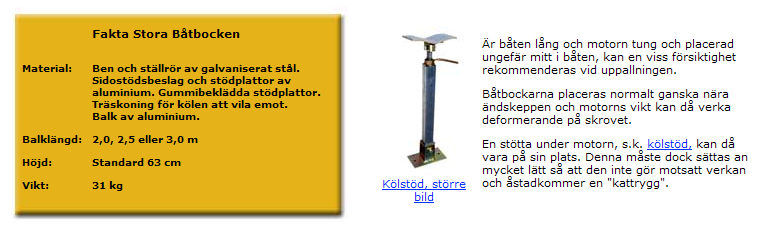 Fakta Stora Båtbocken
Material: Ben och ställrör av galvaniserat stål.
Sidostödsbeslag och stödplattor av
aluminium. Gummibeklädda stödplattor.
Träskoning för kölen att vila emot.
Balk av aluminium.
Balklängd: 2,0, 2,5 eller 3,0 m
Höjd: Standard 63 cm
Vikt: 31 kg
Kölstöd, större
bild
Är båten lång och motorn tung och placerad
ungefär mitt i båten, kan en viss försiktighet
rekommenderas vid uppallningen.
Båtbockarna placeras normalt ganska nära
ändskeppen och motorns vikt kan då verka
deformerande på skrovet.
En stötta under motorn, s.k. kölstöd, kan då
vara på sin plats. Denna måste dock sättas an
mycket lätt så att den inte gör motsatt verkan
och åstadkommer en "kattrygg".